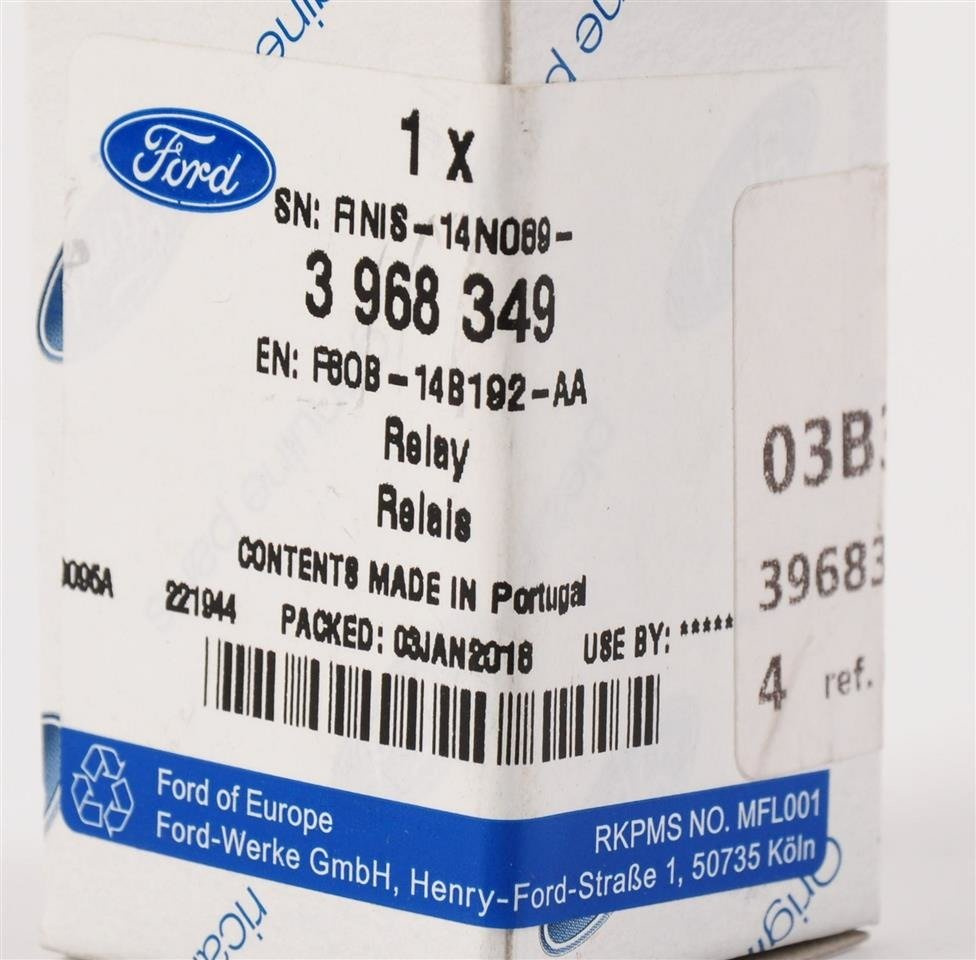 Ford
1 x
SN: FINIS-14N089-
3 968 349
EN: F80B-14B192-AA
Relay
Relais
CONTENTS MADE IN Portugal
221944
PACKED: 03JAN2018
USE BY: *****
Ford of Europe
Ford-Werke GmbH, Henry-Ford-Straße 1, 50735 Köln
RKPMS NO. MFL001
03B
39683
4 ref.